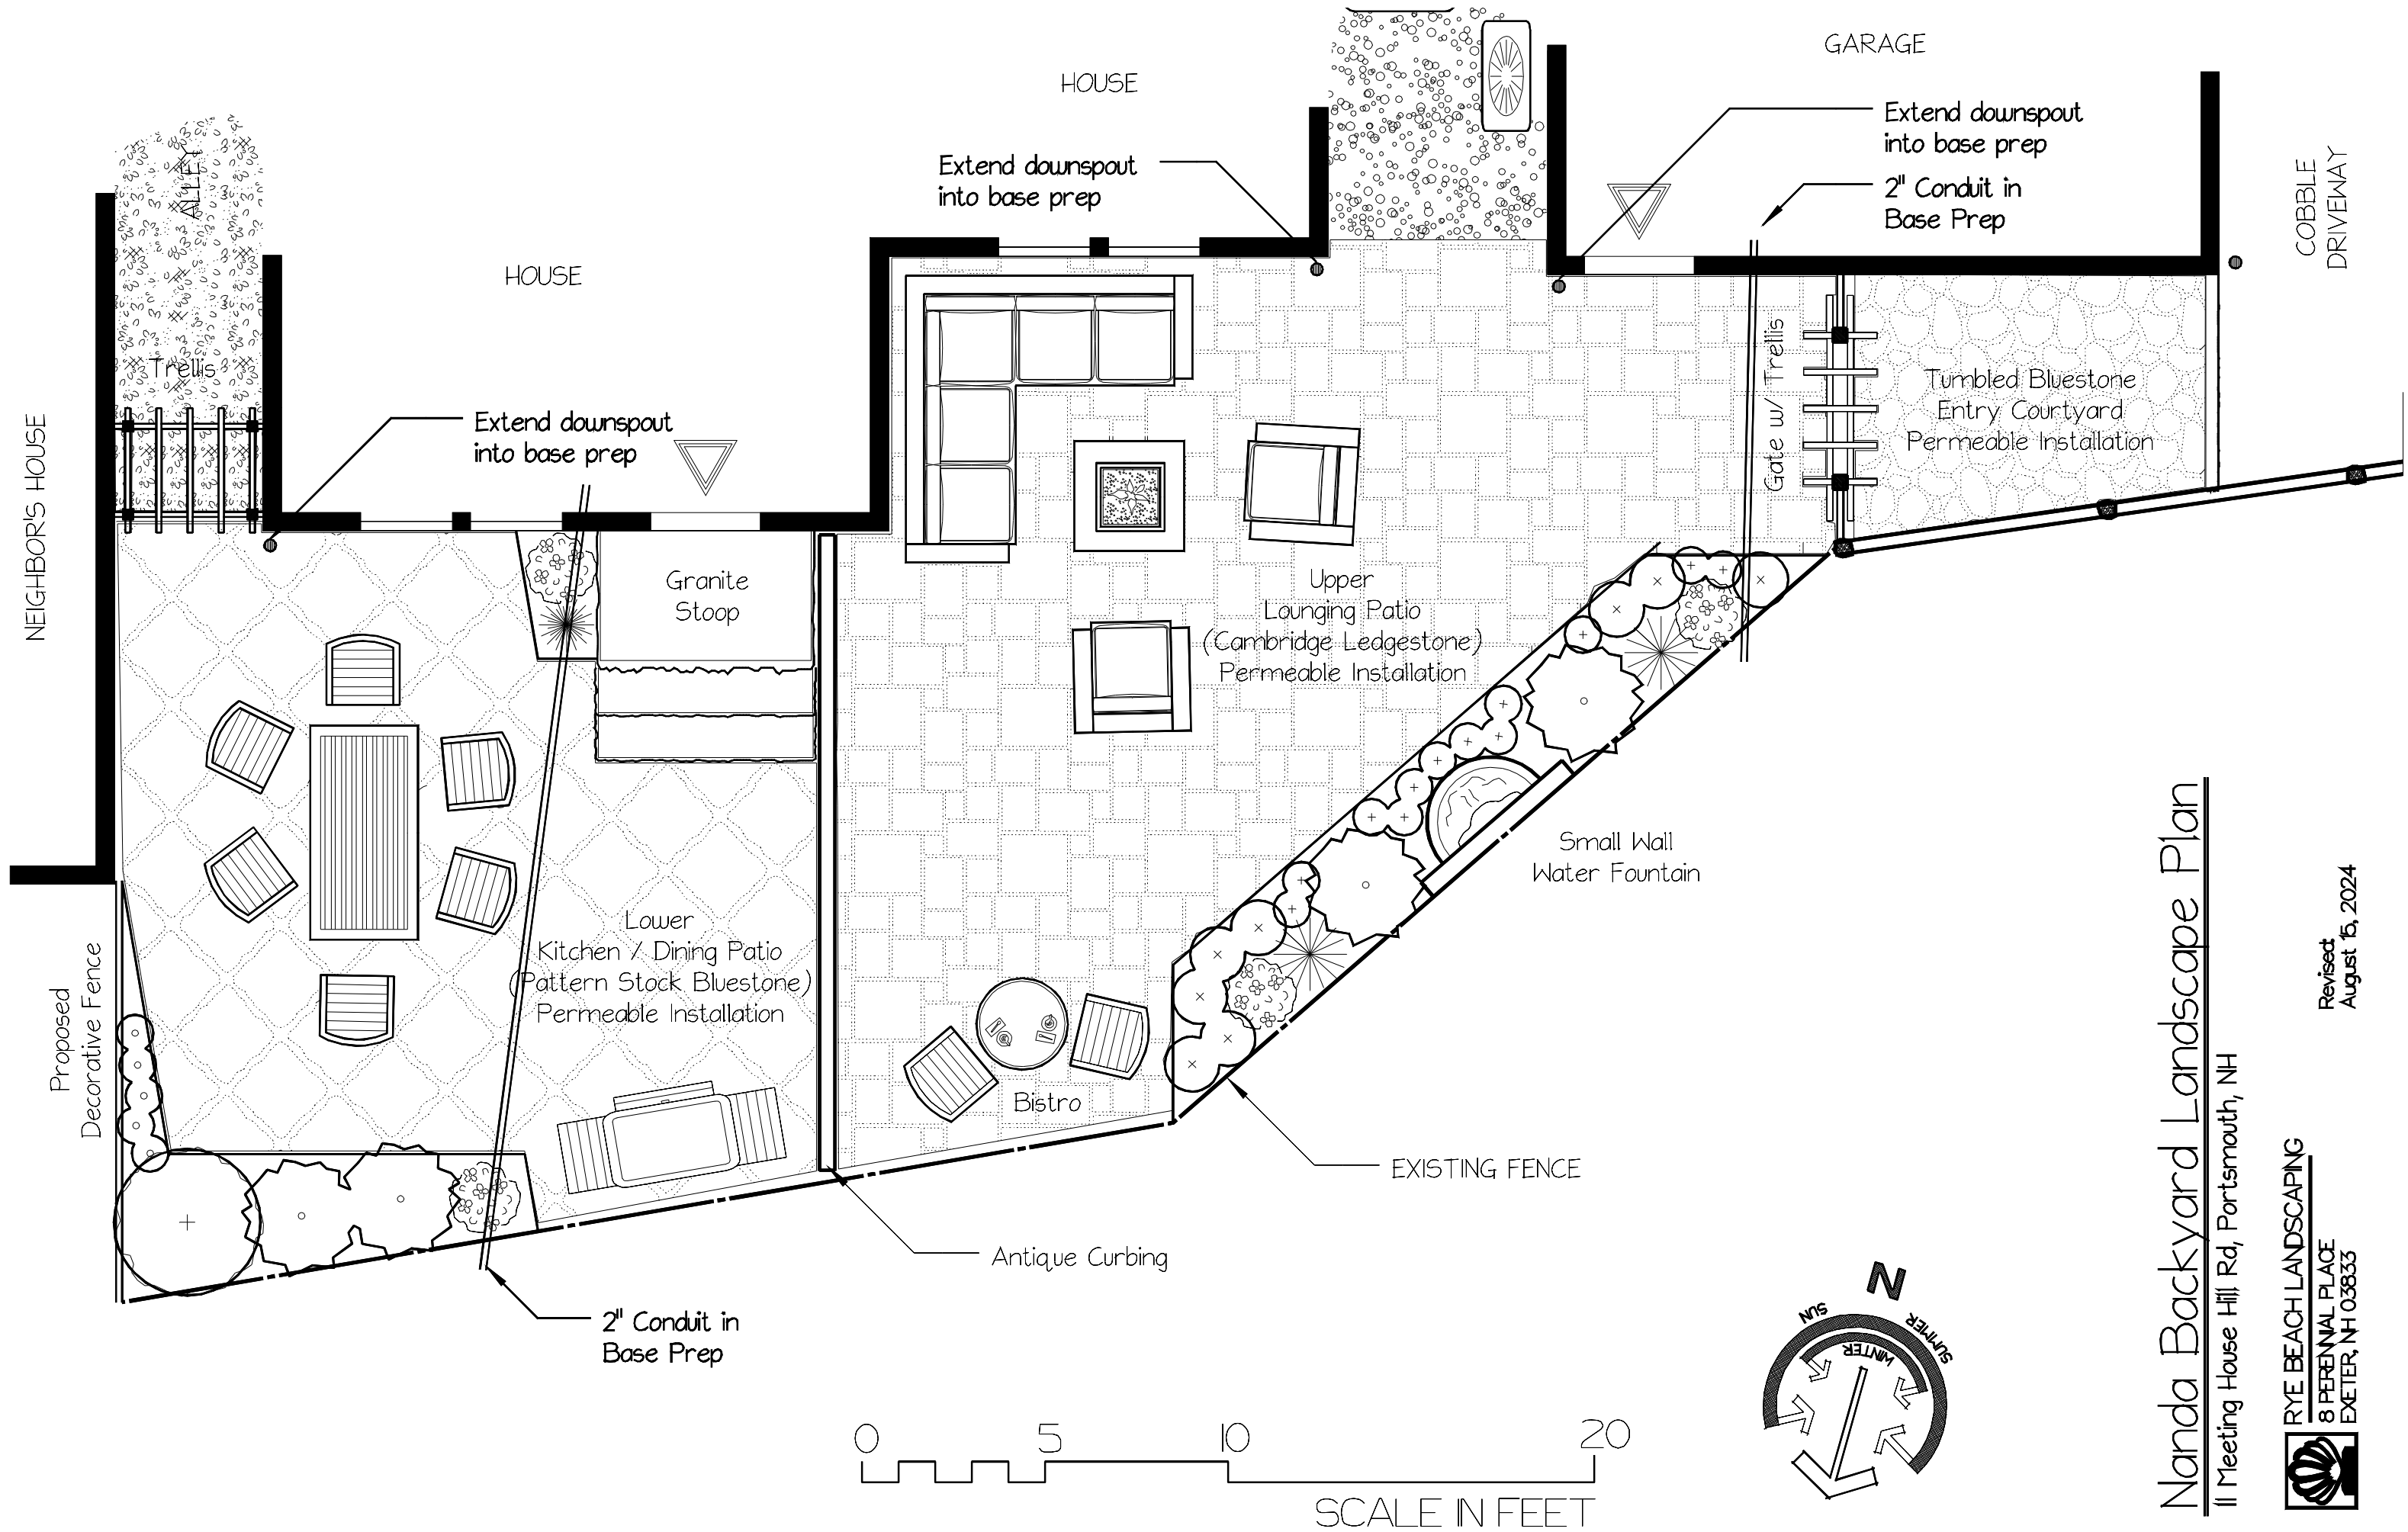 GARAGE
HOUSE
Extend downspout
into base prep
Extend downspout
into base prep
2" Conduit in
Base Prep
COBBLE
DRIVEWAY
ALLEY
HOUSE
Trellis
Gate w/ Trellis
Tumbled Bluestone
Entry Courtyard
Permeable Installation
Extend downspout
into base prep
NEIGHBOR'S HOUSE
Granite
Stoop
Upper
Lounging Patio
(Cambridge Ledgestone)
Permeable Installation
Small Wall
Water Fountain
Lower
Kitchen / Dining Patio
(Pattern Stock Bluestone)
Permeable Installation
Proposed
Decorative Fence
Bistro
EXISTING FENCE
Antique Curbing
2" Conduit in
Base Prep
N
SUN
SUMMER
WINTER
0 5 10 20
SCALE IN FEET
Nanda Backyard Landscape Plan
11 Meeting House Hill Rd, Portsmouth, NH
Revised:
August 15, 2024
RYE BEACH LANDSCAPING
8 PERENNIAL PLACE
EXETER, NH 03833